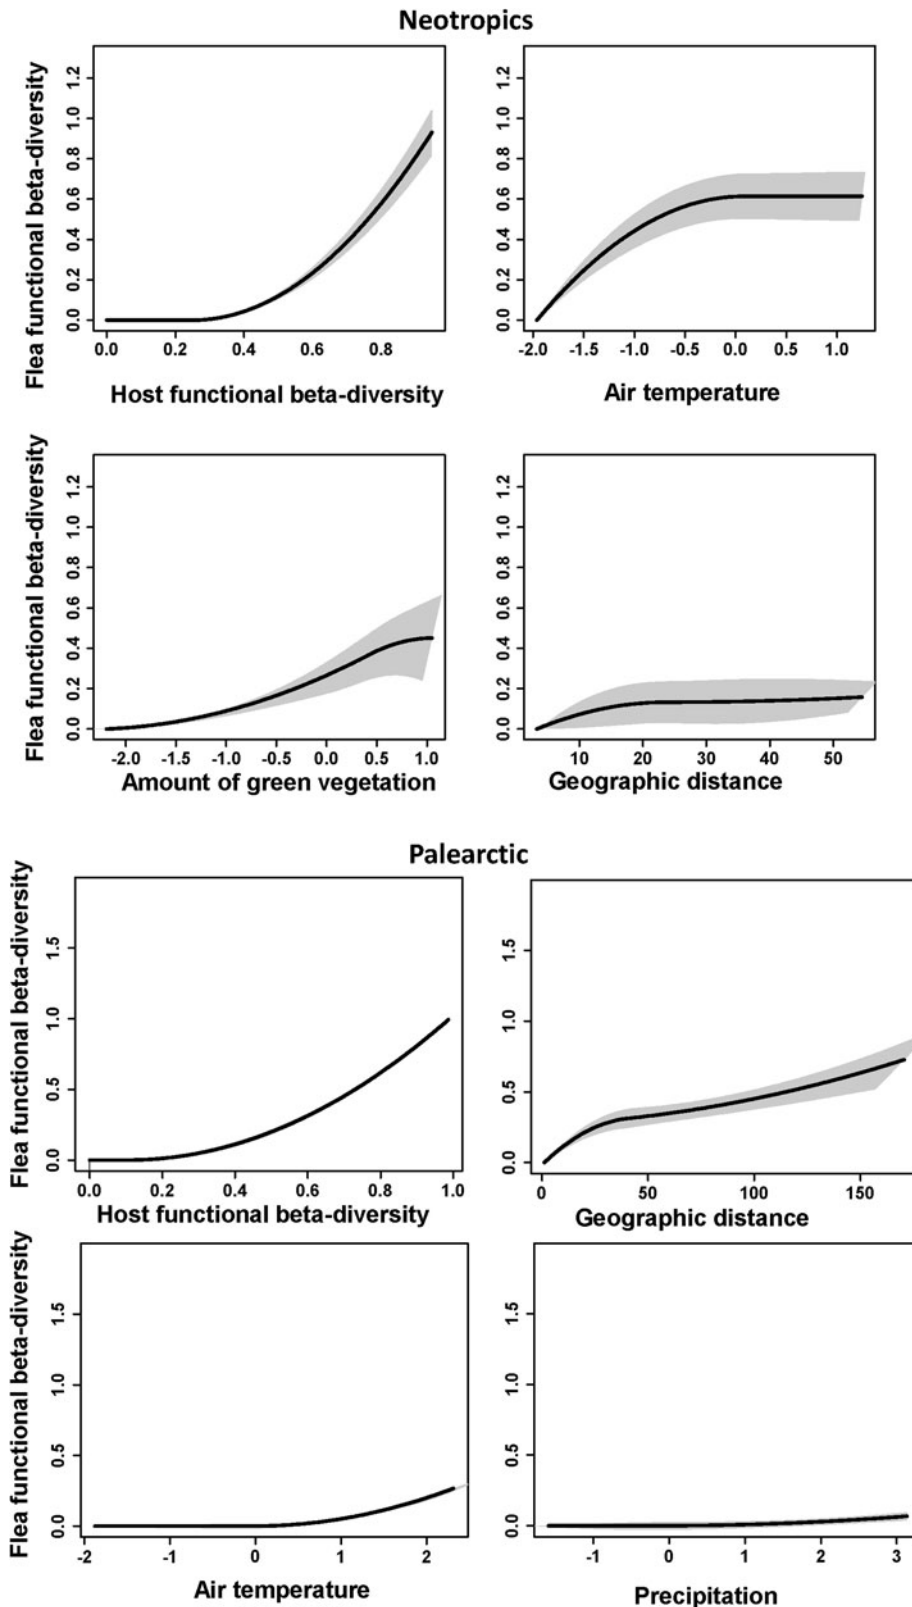 Neotropics
Flea functional beta-diversity
0.0 0.2 0.4 0.6 0.8 1.0 1.2
0.0 0.2 0.4 0.6 0.8
Host functional beta-diversity
0.0 0.2 0.4 0.6 0.8 1.0 1.2
-2.0 -1.5 -1.0 -0.5 0.0 0.5 1.0
Air temperature
Flea functional beta-diversity
0.0 0.2 0.4 0.6 0.8 1.0 1.2
-2.0 -1.5 -1.0 -0.5 0.0 0.5 1.0
Amount of green vegetation
0.0 0.2 0.4 0.6 0.8 1.0 1.2
10 20 30 40 50
Geographic distance
Palearctic
Flea functional beta-diversity
0.0 0.5 1.0 1.5
0.0 0.2 0.4 0.6 0.8 1.0
Host functional beta-diversity
0.0 0.5 1.0 1.5
0 50 100 150
Geographic distance
Flea functional beta-diversity
0.0 0.5 1.0 1.5
-2 -1 0 1 2
Air temperature
0.0 0.5 1.0 1.5
-1 0 1 2 3
Precipitation